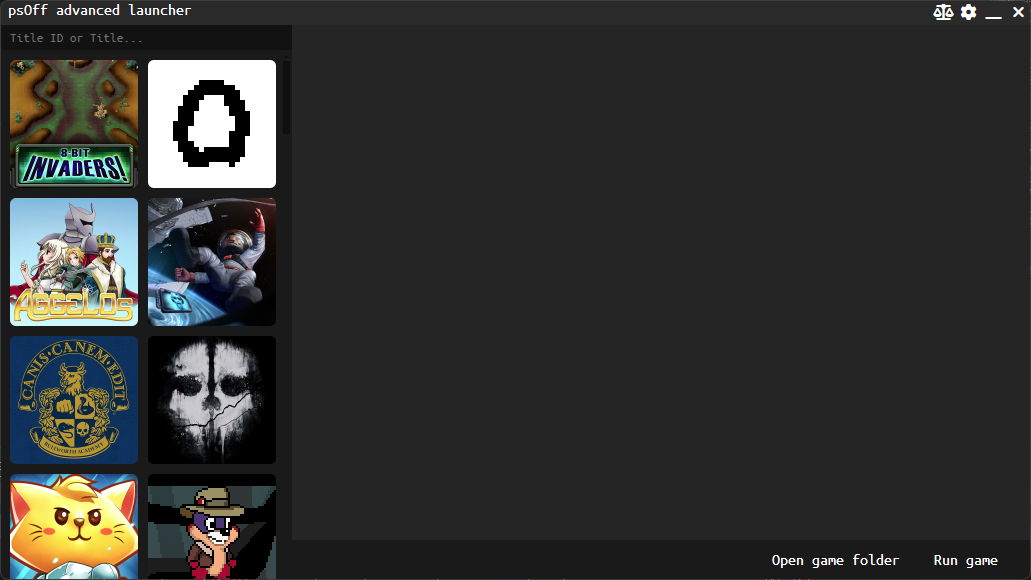 psOff advanced launcher
Title ID or Title...
8-BIT
INVADERS!
AGGELOS
CANIS·CANEM·EDIT
BULLWORTH ACADEMY
Open game folder
Run game